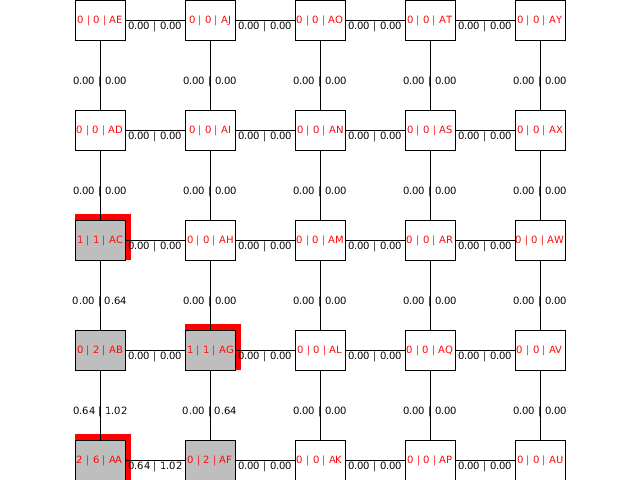 0 | 0 | AE 0.00 | 0.00 0 | 0 | AJ 0.00 | 0.00 0 | 0 | AO 0.00 | 0.00 0 | 0 | AT 0.00 | 0.00 0 | 0 | AY
0.00 | 0.00 0.00 | 0.00 0.00 | 0.00 0.00 | 0.00 0.00 | 0.00
0 | 0 | AD 0.00 | 0.00 0 | 0 | AI 0.00 | 0.00 0 | 0 | AN 0.00 | 0.00 0 | 0 | AS 0.00 | 0.00 0 | 0 | AX
0.00 | 0.00 0.00 | 0.00 0.00 | 0.00 0.00 | 0.00 0.00 | 0.00
1 | 1 | AC 0.00 | 0.00 0 | 0 | AH 0.00 | 0.00 0 | 0 | AM 0.00 | 0.00 0 | 0 | AR 0.00 | 0.00 0 | 0 | AW
0.00 | 0.64 0.00 | 0.00 0.00 | 0.00 0.00 | 0.00 0.00 | 0.00
0 | 2 | AB 0.00 | 0.00 1 | 1 | AG 0.00 | 0.00 0 | 0 | AL 0.00 | 0.00 0 | 0 | AQ 0.00 | 0.00 0 | 0 | AV
0.64 | 1.02 0.00 | 0.64 0.00 | 0.00 0.00 | 0.00 0.00 | 0.00
2 | 6 | AA 0.64 | 1.02 0 | 2 | AF 0.00 | 0.00 0 | 0 | AK 0.00 | 0.00 0 | 0 | AP 0.00 | 0.00 0 | 0 | AU